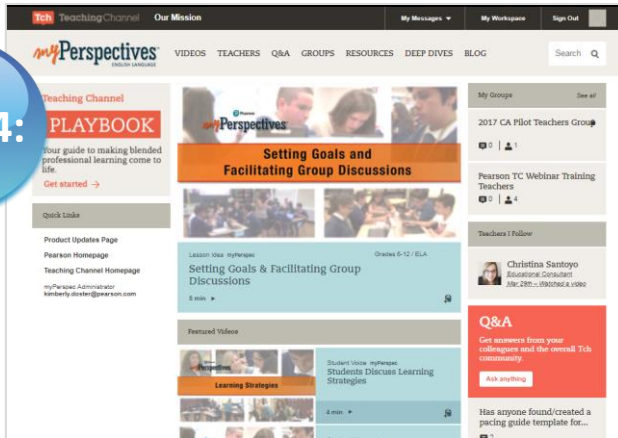 Tch TeachingChannel Our Mission My Messages ▼ My Workspace Sign Out
myPerspectives
ENGLISH LANGUAGE
VIDEOS TEACHERS Q&A GROUPS RESOURCES DEEP DIVES BLOG
Search
4:
Teaching Channel
PLAYBOOK
Your guide to making blended
professional learning come to
life.
Get started →
Quick Links
Product Updates Page
Pearson Homepage
Teaching Channel Homepage
myPerspec Administrator
kimberly.doster@pearson.com
Pearson
myPerspectives
Setting Goals and
Facilitating Group Discussions
Lesson Idea myPerspec Grades 6-12 / ELA
Setting Goals & Facilitating Group
Discussions
Featured Videos
Learning Strategies
Student Voice myPerspec
Students Discuss Learning
Strategies
4 min
My Groups See all
2017 CA Pilot Teachers Group
0 | 1
Pearson TC Webinar Training
Teachers
0 | 4
Teachers I Follow
Christina Santoyo
Educational Consultant
Mar 29th – Watched a video
Q&A
Get answers from your
colleagues and the overall Tch
community.
Ask anything
Has anyone found/created a
pacing guide template for...